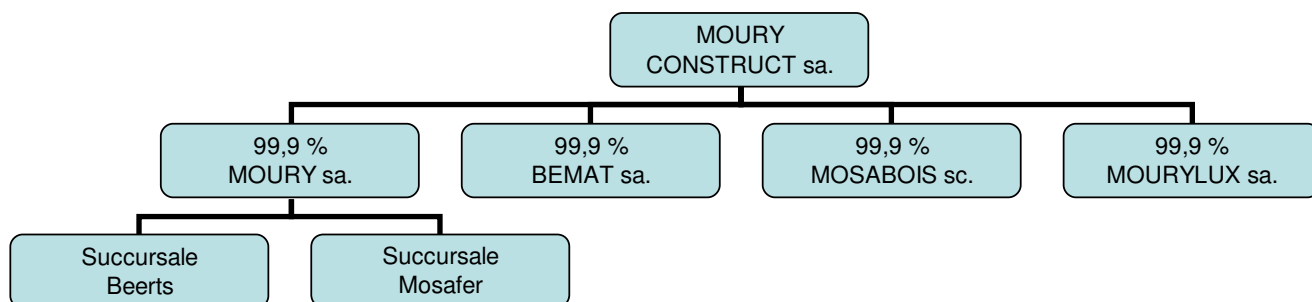 MOURY
CONSTRUCT sa.
99,9 %
MOURY sa.
99,9 %
BEMAT sa.
99,9 %
MOSABOIS sc.
99,9 %
MOURYLUX sa.
Succursale
Beerts
Succursale
Mosafer